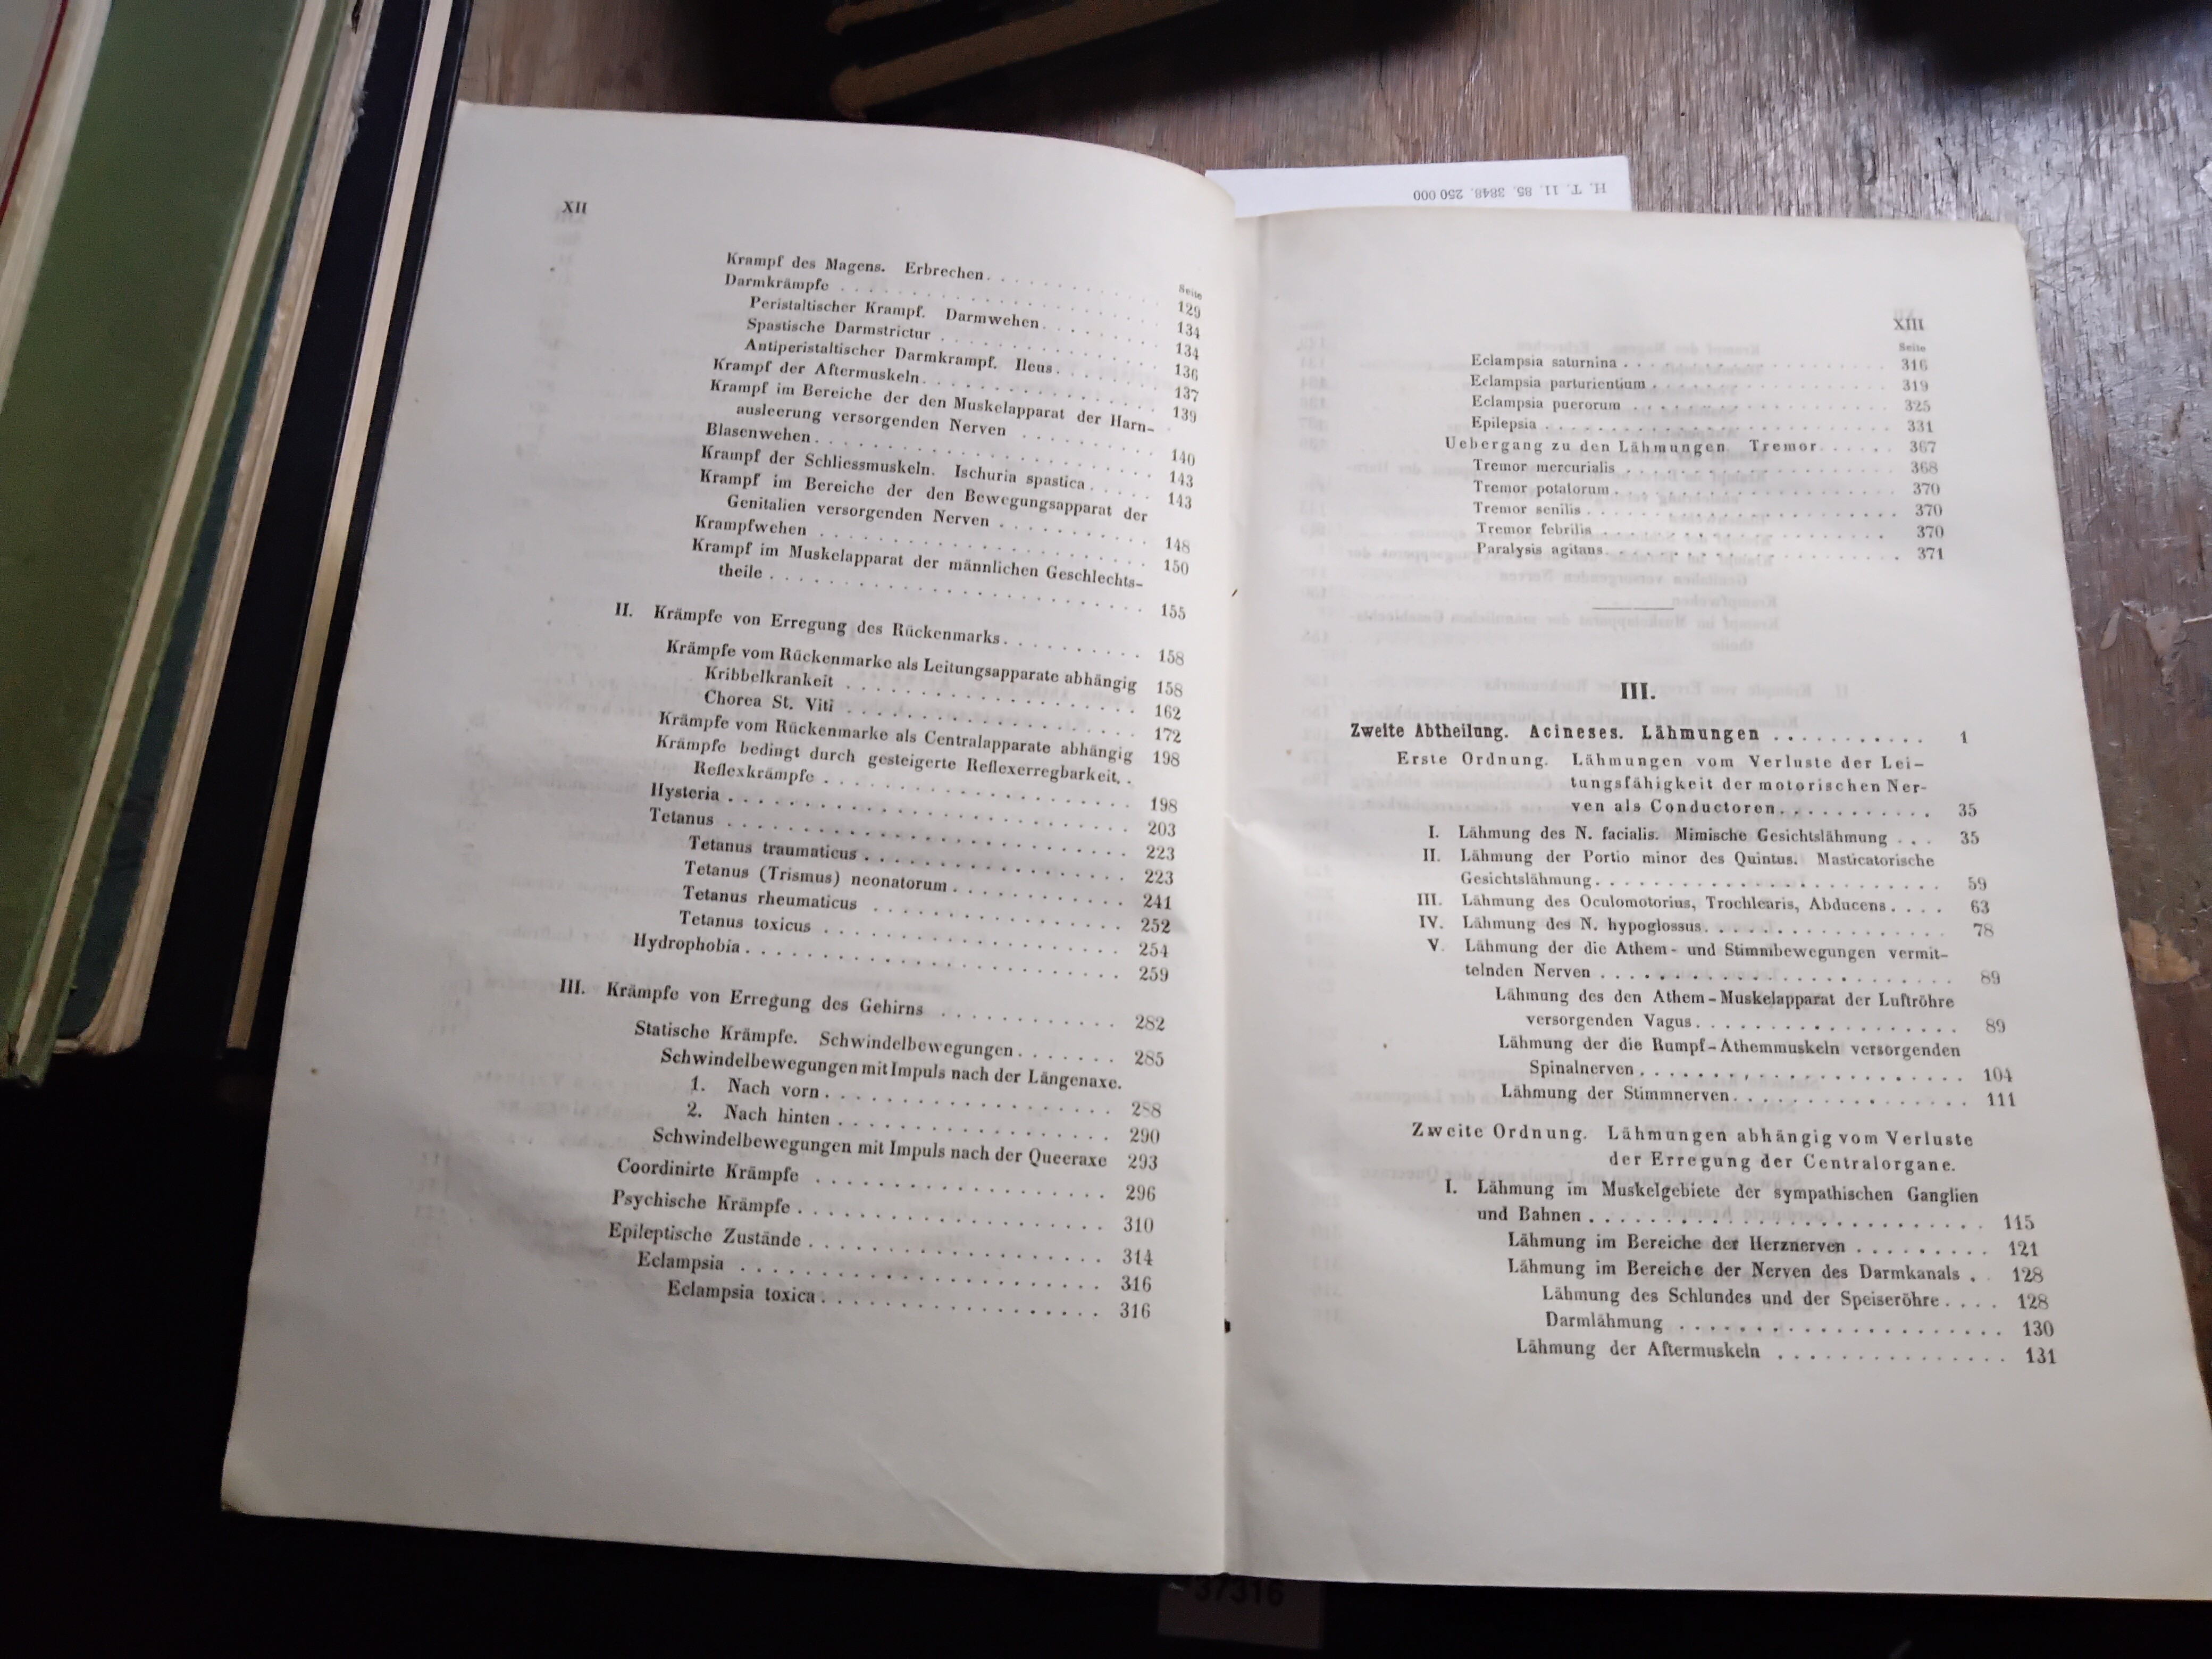 XII
Seite
Krampf des Magens. Erbrechen. . . . . . . . . . . . 129
Darmkrämpfe . . . . . . . . . . . . . . . . . . . . 134
Peristaltischer Krampf. Darmwehen. . . . . . . . . 134
Spastische Darmstrictur . . . . . . . . . . . . . . 136
Antiperistaltischer Darmkrampf. Ileus. . . . . . . . 137
Krampf der Aftermuskeln. . . . . . . . . . . . . . . 139
Krampf im Bereiche der den Muskelapparat der Harn-
ausleerung versorgenden Nerven . . . . . . . . . . 140
Blasenwehen. . . . . . . . . . . . . . . . . . . . . 143
Krampf der Schliessmuskeln. Ischuria spastica . . . . . 143
Krampf im Bereiche der den Bewegungsapparat der
Genitalien versorgenden Nerven . . . . . . . . . . 148
Krampfwehen . . . . . . . . . . . . . . . . . . . . 150
Krampf im Muskelapparat der männlichen Geschlechts-
theile . . . . . . . . . . . . . . . . . . . . . . . 155
II. Krämpfe von Erregung des Rückenmarks. . . . . . . . . 158
Krämpfe vom Rückenmarke als Leitungsapparate abhängig 158
Kribbelkrankeit . . . . . . . . . . . . . . . . . . 162
Chorea St. Viti . . . . . . . . . . . . . . . . . . 172
Krämpfe vom Rückenmarke als Centralapparate abhängig 198
Krämpfe bedingt durch gesteigerte Reflexerregbarkeit. .
Reflexkrämpfe . . . . . . . . . . . . . . . . . . . 198
Hysteria . . . . . . . . . . . . . . . . . . . . . . 203
Tetanus . . . . . . . . . . . . . . . . . . . . . . 223
Tetanus traumaticus . . . . . . . . . . . . . . . . 223
Tetanus (Trismus) neonatorum . . . . . . . . . . . 241
Tetanus rheumaticus . . . . . . . . . . . . . . . . 252
Tetanus toxicus . . . . . . . . . . . . . . . . . . 254
Hydrophobia. . . . . . . . . . . . . . . . . . . . . 259
III. Krämpfe von Erregung des Gehirns . . . . . . . . . . . 282
Statische Krämpfe. Schwindelbewegungen. . . . . . . 285
Schwindelbewegungen mit Impuls nach der Längenaxe.
1. Nach vorn. . . . . . . . . . . . . . . . . . . . 288
2. Nach hinten . . . . . . . . . . . . . . . . . . . 290
Schwindelbewegungen mit Impuls nach der Queeraxe 293
Coordinirte Krämpfe . . . . . . . . . . . . . . . . 296
Psychische Krämpfe. . . . . . . . . . . . . . . . . 310
Epileptische Zustände . . . . . . . . . . . . . . . 314
Eclampsia . . . . . . . . . . . . . . . . . . . . . 316
Eclampsia toxica. . . . . . . . . . . . . . . . . . 316
H. T. 11. 85. 3848. 250 000
XIII
Seite
Eclampsia saturnina . . . . . . . . . . . . . . . . 316
Eclampsia parturientium . . . . . . . . . . . . . . 319
Eclampsia puerorum . . . . . . . . . . . . . . . . 325
Epilepsia . . . . . . . . . . . . . . . . . . . . . 331
Uebergang zu den Lähmungen Tremor . . . . . . 367
Tremor mercurialis . . . . . . . . . . . . . . . . 368
Tremor potatorum . . . . . . . . . . . . . . . . . 370
Tremor senilis . . . . . . . . . . . . . . . . . . 370
Tremor febrilis . . . . . . . . . . . . . . . . . . 370
Paralysis agitans . . . . . . . . . . . . . . . . . 371
III.
Zweite Abtheilung. Acineses. Lähmungen . . . . . . . . . . . 1
Erste Ordnung. Lähmungen vom Verluste der Lei-
tungsfähigkeit der motorischen Ner-
ven als Conductoren. . . . . . . . . . . 35
I. Lähmung des N. facialis. Mimische Gesichtslähmung . . . 35
II. Lähmung der Portio minor des Quintus. Masticatorische
Gesichtslähmung. . . . . . . . . . . . . . . . . . . . 59
III. Lähmung des Oculomotorius, Trochlearis, Abducens. . . . 63
IV. Lähmung des N. hypoglossus. . . . . . . . . . . . . . . 78
V. Lähmung der die Athem- und Stimmbewegungen vermit-
telnden Nerven . . . . . . . . . . . . . . . . . . . . 89
Lähmung des den Athem-Muskelapparat der Luftröhre
versorgenden Vagus. . . . . . . . . . . . . . . . . 89
Lähmung der die Rumpf-Athemmuskeln versorgenden
Spinalnerven . . . . . . . . . . . . . . . . . . . 104
Lähmung der Stimmnerven. . . . . . . . . . . . . . . 111
Zweite Ordnung. Lähmungen abhängig vom Verluste
der Erregung der Centralorgane.
I. Lähmung im Muskelgebiete der sympathischen Ganglien
und Bahnen . . . . . . . . . . . . . . . . . . . . . 115
Lähmung im Bereiche der Herznerven . . . . . . . . . 121
Lähmung im Bereiche der Nerven des Darmkanals . . 128
Lähmung des Schlundes und der Speiseröhre. . . . 128
Darmlähmung . . . . . . . . . . . . . . . . . . . 130
Lähmung der Aftermuskeln . . . . . . . . . . . . . . 131
37316